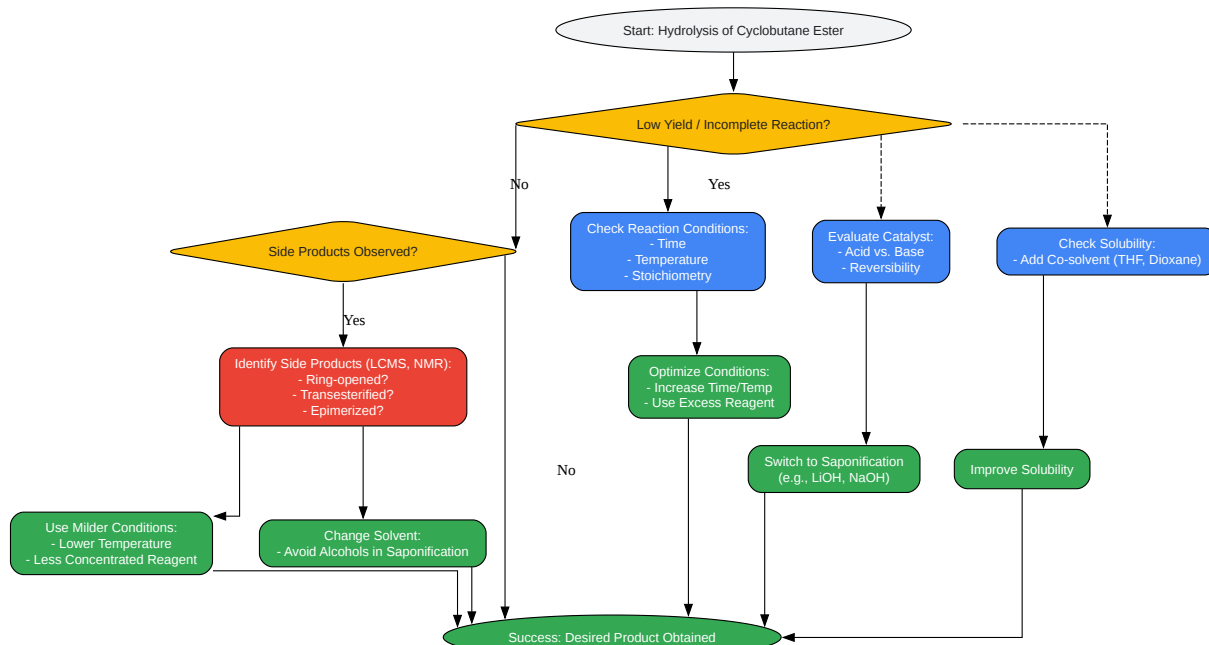 Start: Hydrolysis of Cyclobutane Ester
Low Yield / Incomplete Reaction?
No
Yes
Side Products Observed?
Check Reaction Conditions:
- Time
- Temperature
- Stoichiometry
Evaluate Catalyst:
- Acid vs. Base
- Reversibility
Check Solubility:
- Add Co-solvent (THF, Dioxane)
Yes
Identify Side Products (LCMS, NMR):
- Ring-opened?
- Transesterified?
- Epimerized?
Optimize Conditions:
- Increase Time/Temp
- Use Excess Reagent
No
Switch to Saponification
(e.g., LiOH, NaOH)
Improve Solubility
Use Milder Conditions:
- Lower Temperature
- Less Concentrated Reagent
Change Solvent:
- Avoid Alcohols in Saponification
Success: Desired Product Obtained